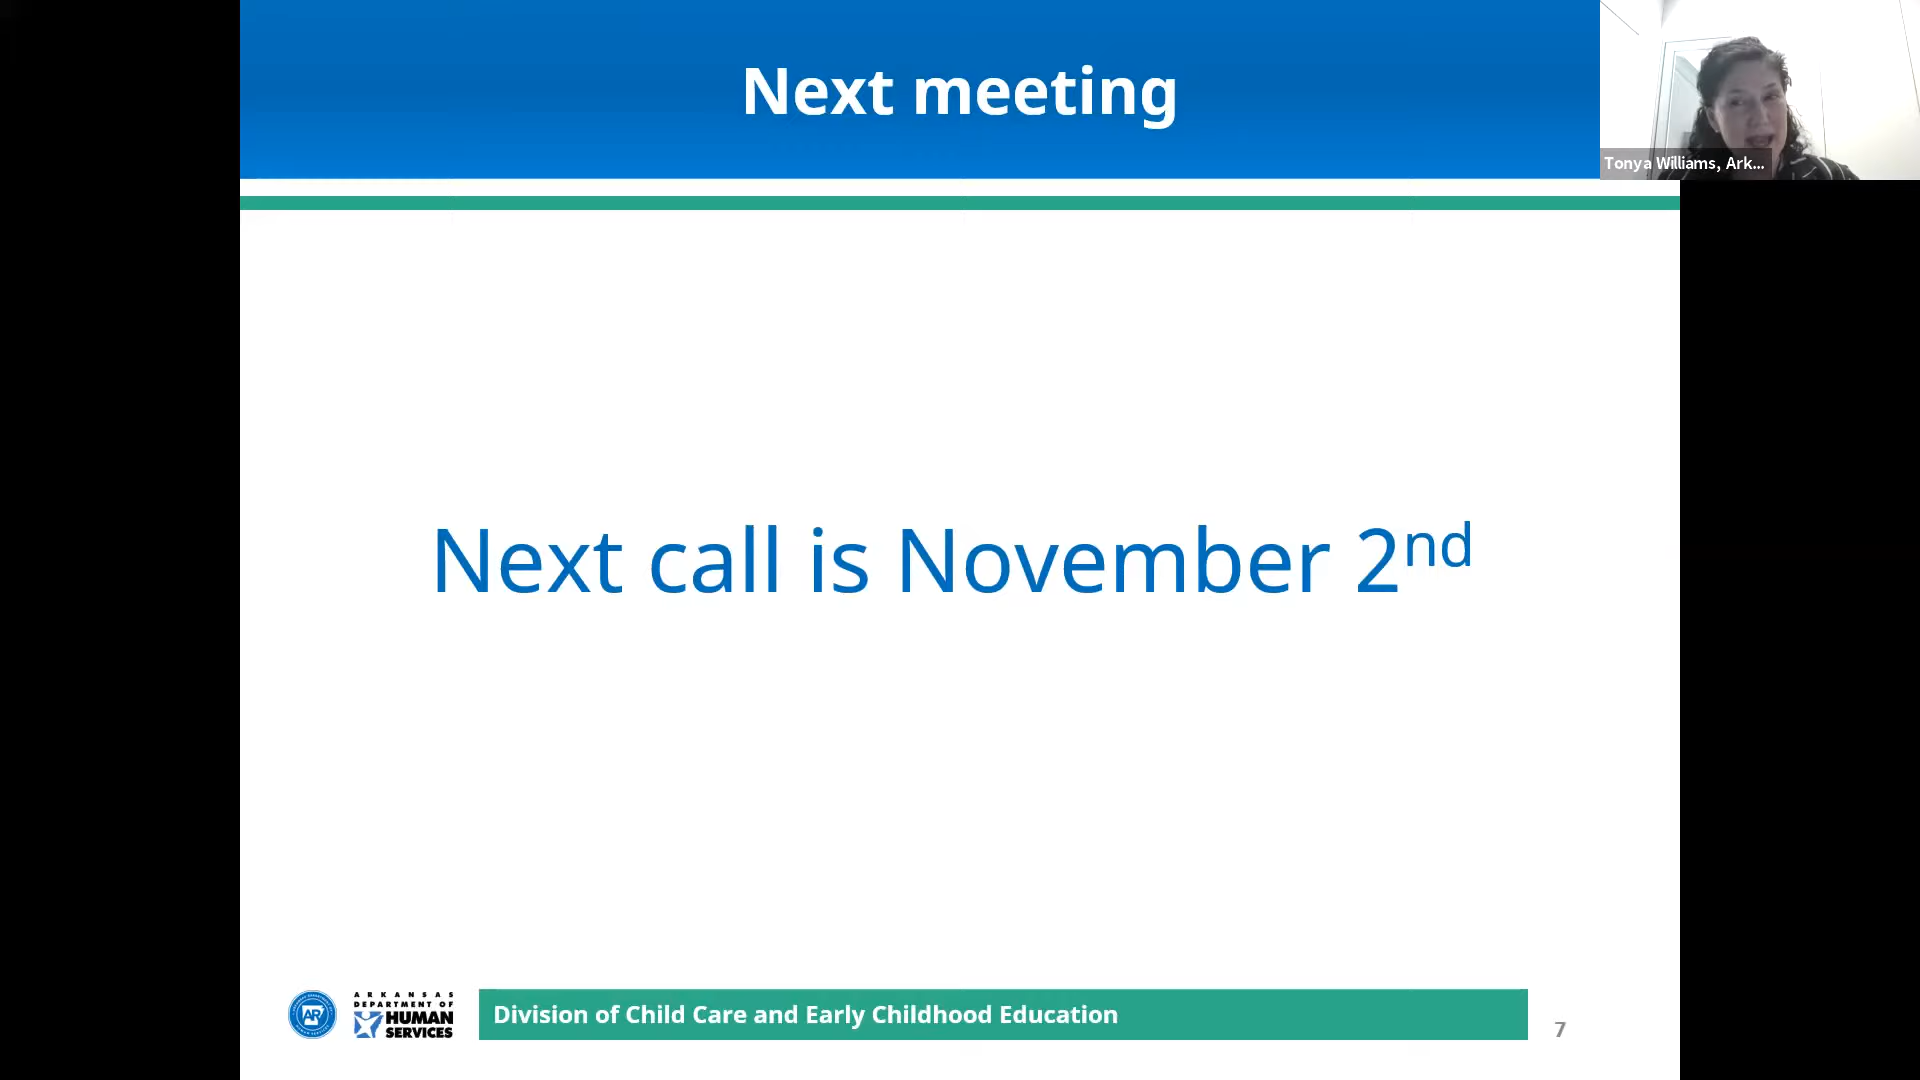 Next meeting
Tonya Williams, Ark...
Next call is November 2nd
AR
ARKANSAS
DEPARTMENT OF
HUMAN
SERVICES
Division of Child Care and Early Childhood Education
7